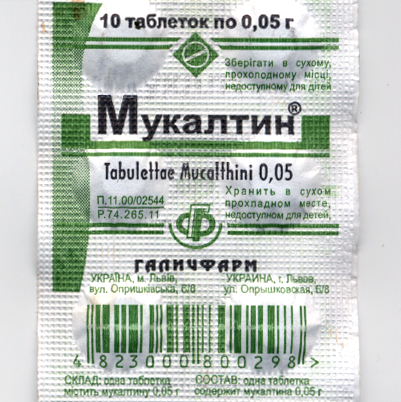 10 таблеток по 0,05 г
Зберігати в сухому,
прохолодному місці,
недоступному для дітей
Мукалтин®
Tabulettae Mucalthini 0,05
П.11.00/02544
Р.74.265.11
Хранить в сухом
прохладном месте,
недоступном для детей,
ГАЛИЧФАРМ
УКРАЇНА, м. Львів,
вул. Опришківська, 6/8
УКРАИНА, г. Львов,
ул. Опрышковская, 6/8
4 823000 800298 >
СКЛАД: одна таблетка
містить мукалтину 0,05 г
СОСТАВ: одна таблетка
содержит мукалтина 0,05 г